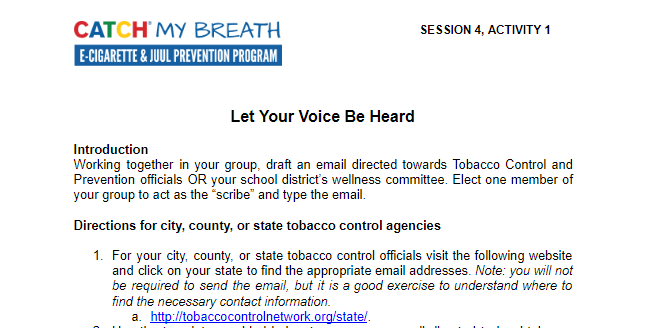 CATCH® MY BREATH
E-CIGARETTE & JUUL PREVENTION PROGRAM
SESSION 4, ACTIVITY 1
Let Your Voice Be Heard
Introduction
Working together in your group, draft an email directed towards Tobacco Control and
Prevention officials OR your school district's wellness committee. Elect one member of
your group to act as the “scribe” and type the email.
Directions for city, county, or state tobacco control agencies
1. For your city, county, or state tobacco control officials visit the following website
and click on your state to find the appropriate email addresses. Note: you will not
be required to send the email, but it is a good exercise to understand where to
find the necessary contact information.
a. http://tobaccocontrolnetwork.org/state/.